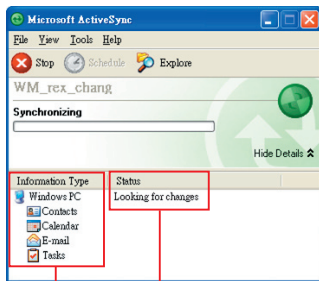 Microsoft ActiveSync
File View Tools Help
Stop Schedule Explore
WM_rex_chang
Synchronizing
Hide Details
Information Type Status
Windows PC Looking for changes
Contacts
Calendar
E-mail
Tasks